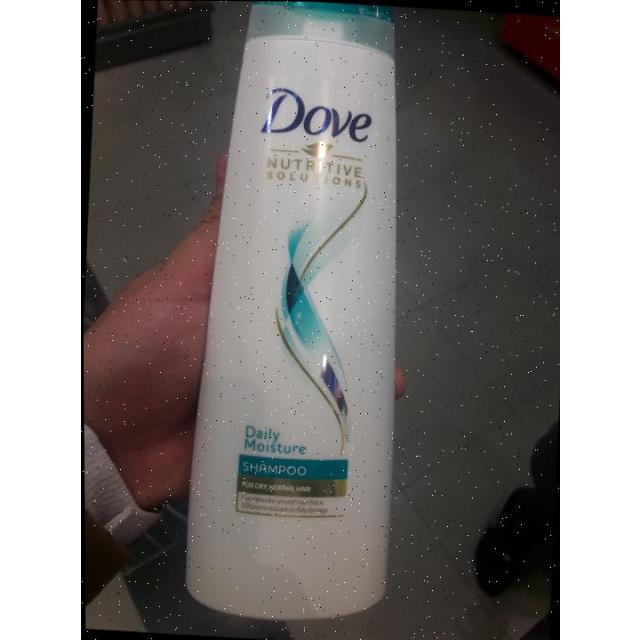 Dove
NUTRITIVE
SOLUTIONS
Daily
Moisture
SHAMPOO
FOR DRY, NORMAL HAIR